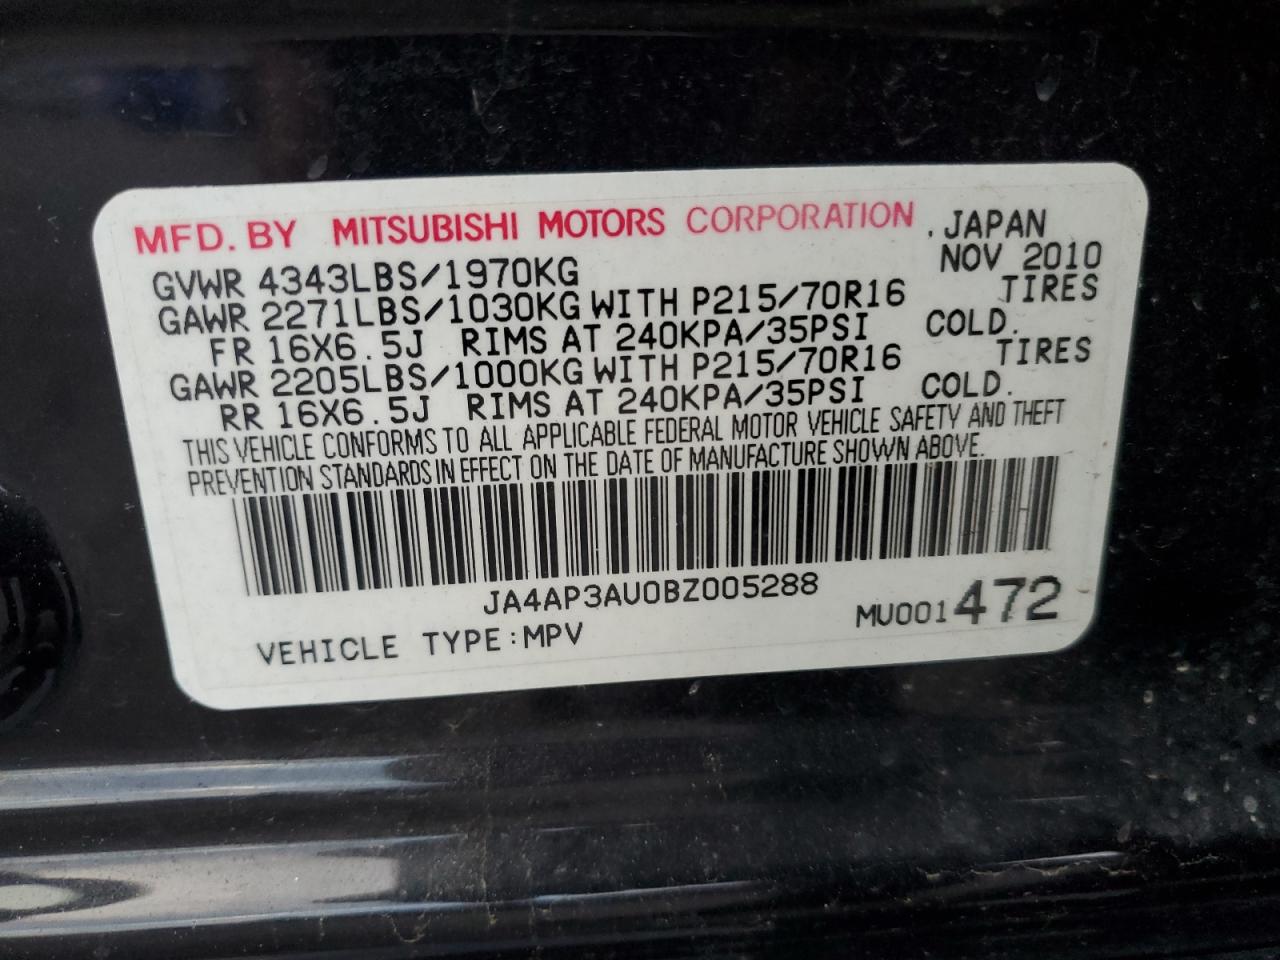 MFD. BY MITSUBISHI MOTORS CORPORATION, JAPAN
GVWR 4343LBS/1970KG NOV 2010
GAWR 2271LBS/1030KG WITH P215/70R16 TIRES
FR 16X6.5J RIMS AT 240KPA/35PSI COLD.
GAWR 2205LBS/1000KG WITH P215/70R16 TIRES
RR 16X6.5J RIMS AT 240KPA/35PSI COLD.
THIS VEHICLE CONFORMS TO ALL APPLICABLE FEDERAL MOTOR VEHICLE SAFETY AND THEFT
PREVENTION STANDARDS IN EFFECT ON THE DATE OF MANUFACTURE SHOWN ABOVE.
JA4AP3AU0BZ005288
VEHICLE TYPE:MPV MU001472